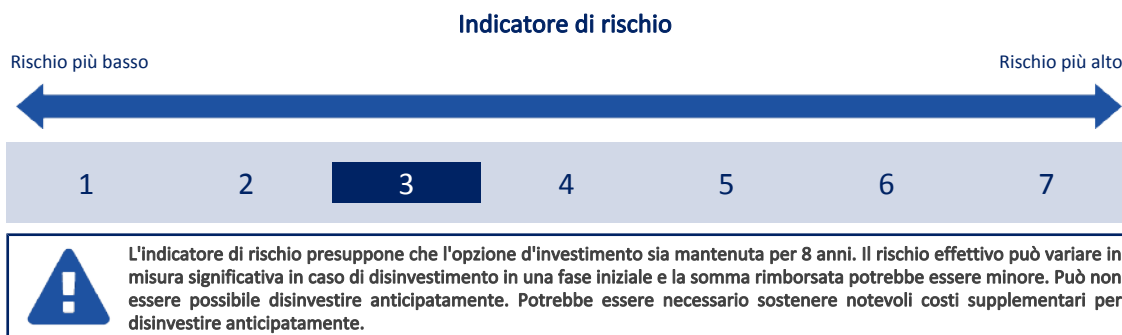 Indicatore di rischio
Rischio più basso
Rischio più alto
1 2 3 4 5 6 7
L'indicatore di rischio presuppone che l'opzione d'investimento sia mantenuta per 8 anni. Il rischio effettivo può variare in
misura significativa in caso di disinvestimento in una fase iniziale e la somma rimborsata potrebbe essere minore. Può non
essere possibile disinvestire anticipatamente. Potrebbe essere necessario sostenere notevoli costi supplementari per
disinvestire anticipatamente.